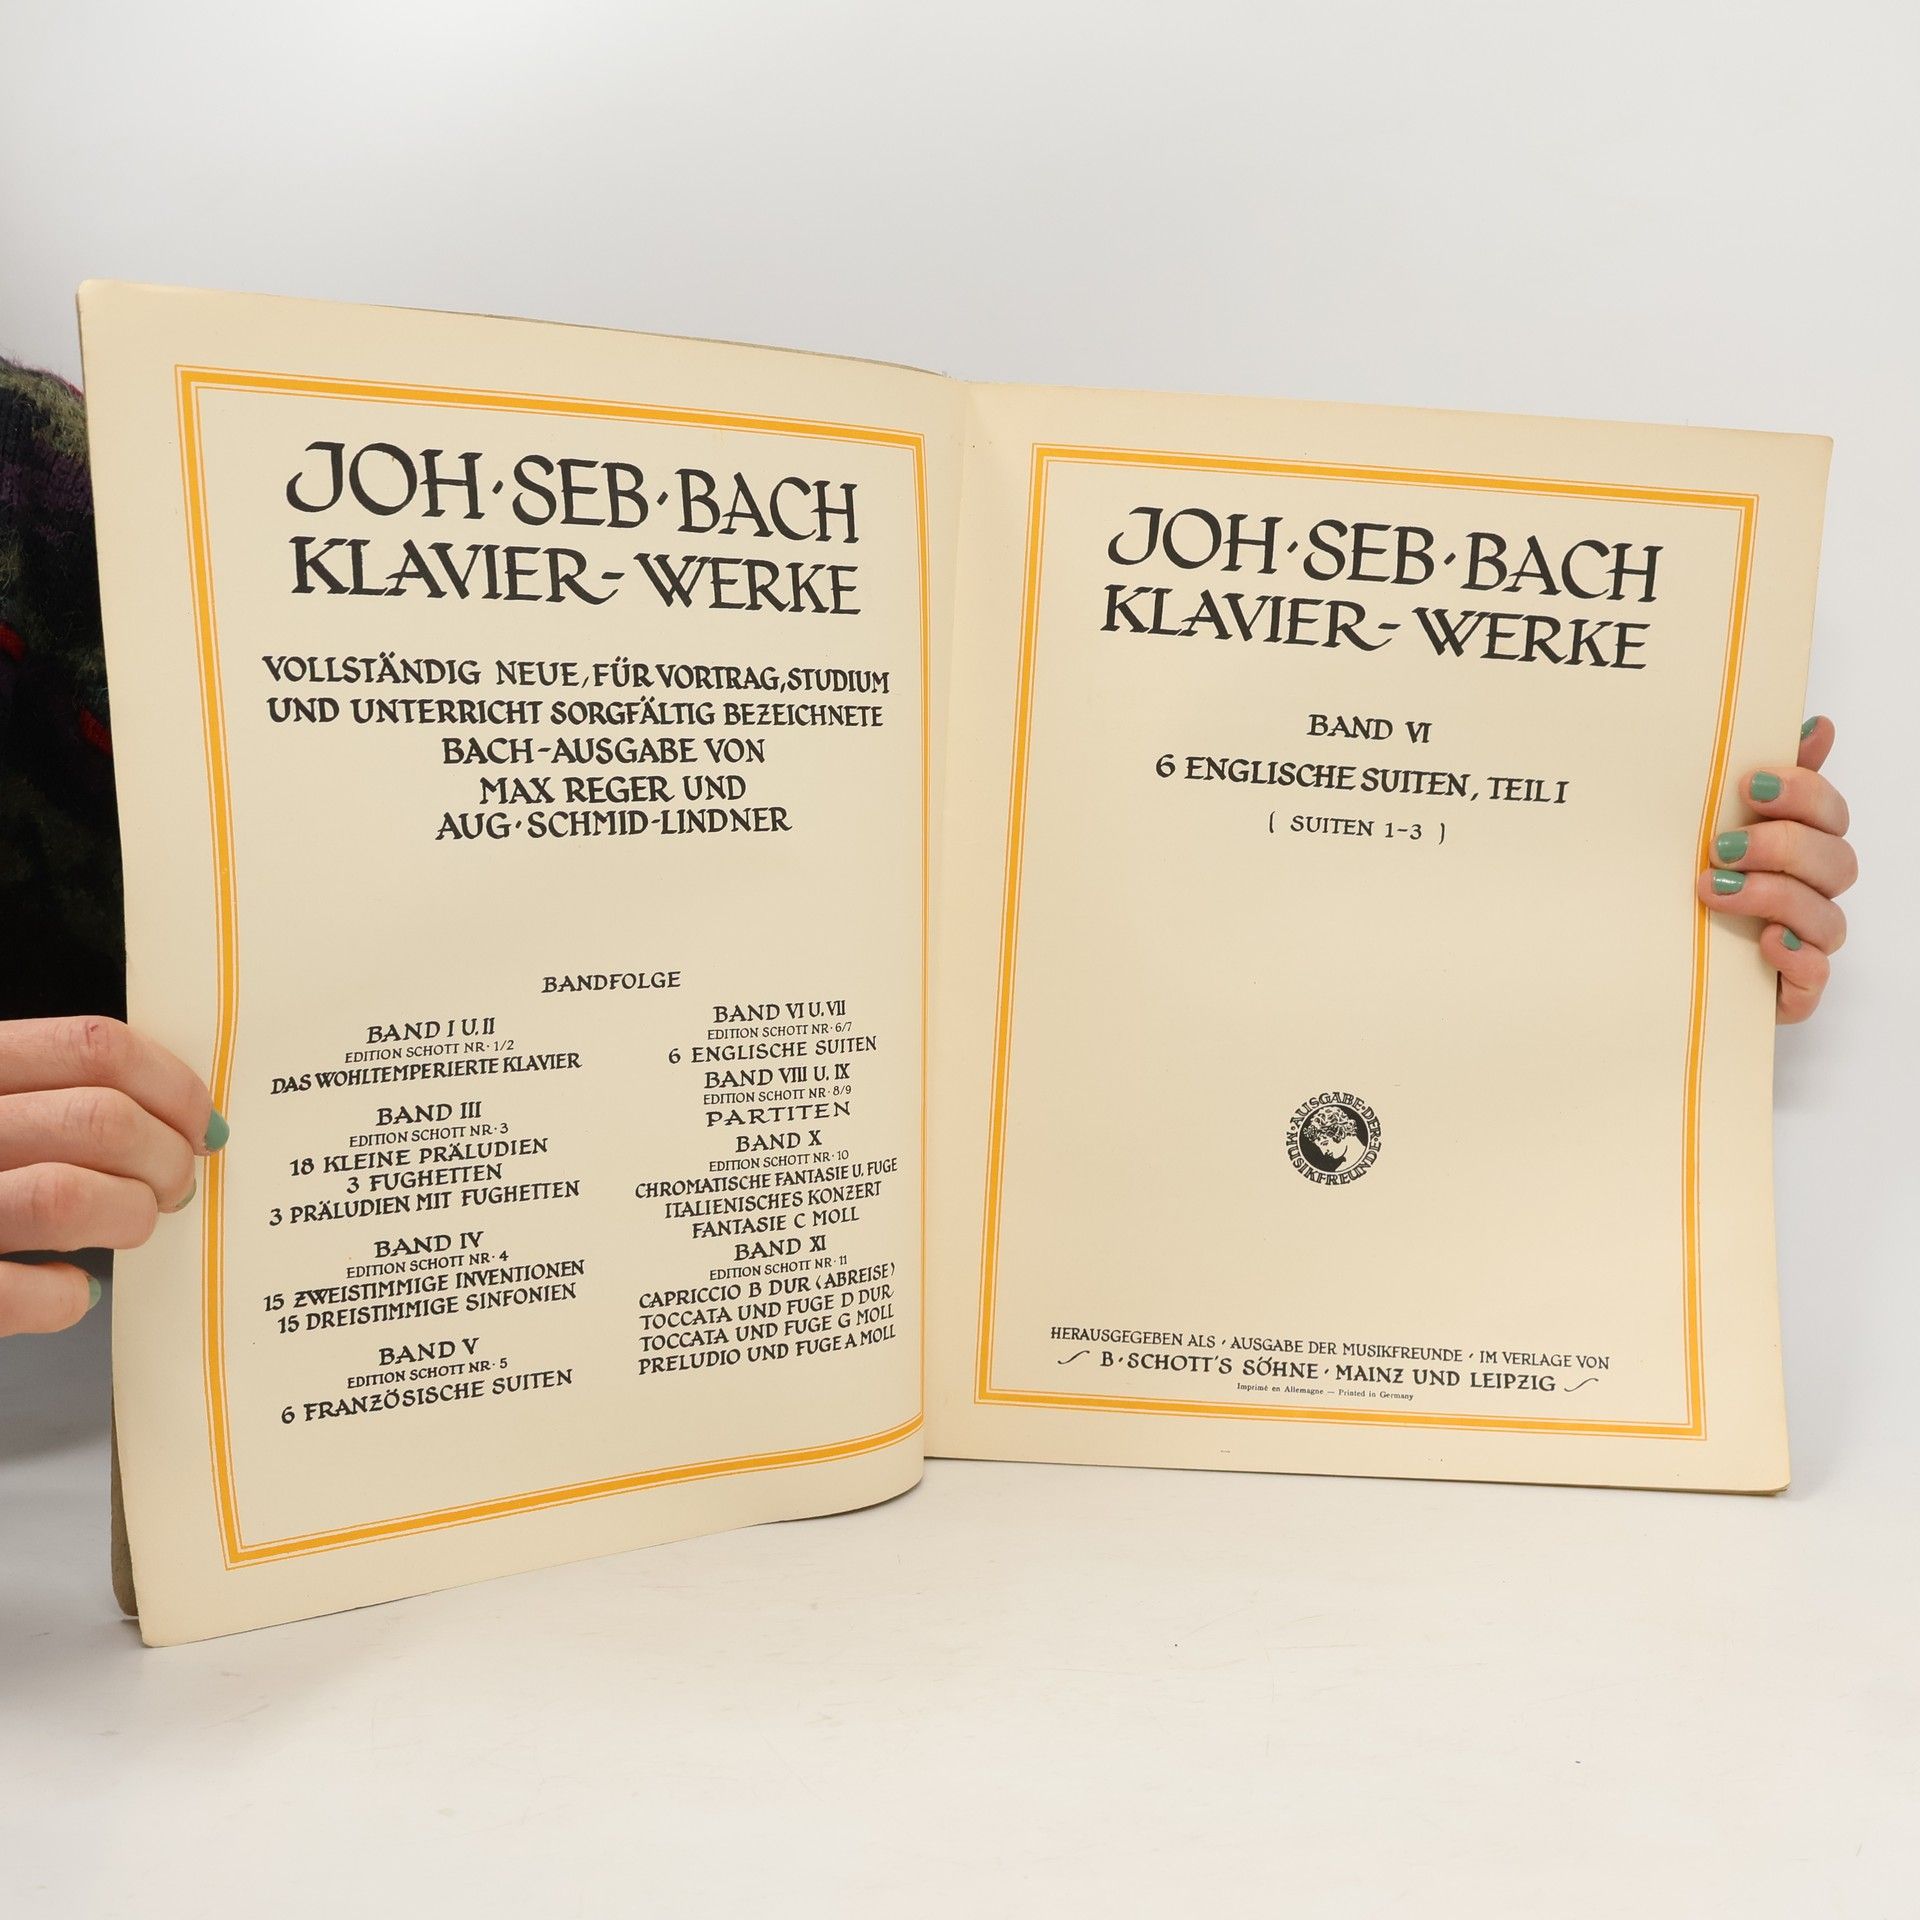 JOH · SEB · BACH
KLAVIER-WERKE
VOLLSTÄNDIG NEUE, FÜR VORTRAG, STUDIUM
UND UNTERRICHT SORGFÄLTIG BEZEICHNETE
BACH-AUSGABE VON
MAX REGER UND
AUG · SCHMID-LINDNER
BANDFOLGE
BAND I U. II
EDITION SCHOTT NR · 1/2
DAS WOHLTEMPERIERTE KLAVIER
BAND III
EDITION SCHOTT NR · 3
18 KLEINE PRÄLUDIEN
3 FUGHETTEN
3 PRÄLUDIEN MIT FUGHETTEN
BAND IV
EDITION SCHOTT NR · 4
15 ZWEISTIMMIGE INVENTIONEN
15 DREISTIMMIGE SINFONIEN
BAND V
EDITION SCHOTT NR · 5
6 FRANZÖSISCHE SUITEN
BAND VI U. VII
EDITION SCHOTT NR · 6/7
6 ENGLISCHE SUITEN
BAND VIII U. IX
EDITION SCHOTT NR · 8/9
PARTITEN
BAND X
EDITION SCHOTT NR · 10
CHROMATISCHE FANTASIE U. FUGE
ITALIENISCHES KONZERT
FANTASIE C MOLL
BAND XI
EDITION SCHOTT NR · 11
CAPRICCIO B DUR (ABREISE)
TOCCATA UND FUGE D DUR
TOCCATA UND FUGE G MOLL
PRELUDIO UND FUGE A MOLL
JOH · SEB · BACH
KLAVIER-WERKE
BAND VI
6 ENGLISCHE SUITEN, TEIL I
( SUITEN 1-3 )
AUSGABE · DER · MUSIKFREUNDE ·
HERAUSGEGEBEN ALS · AUSGABE DER MUSIKFREUNDE · IM VERLAGE VON
B · SCHOTT'S SÖHNE · MAINZ UND LEIPZIG
Imprimé en Allemagne — Printed in Germany